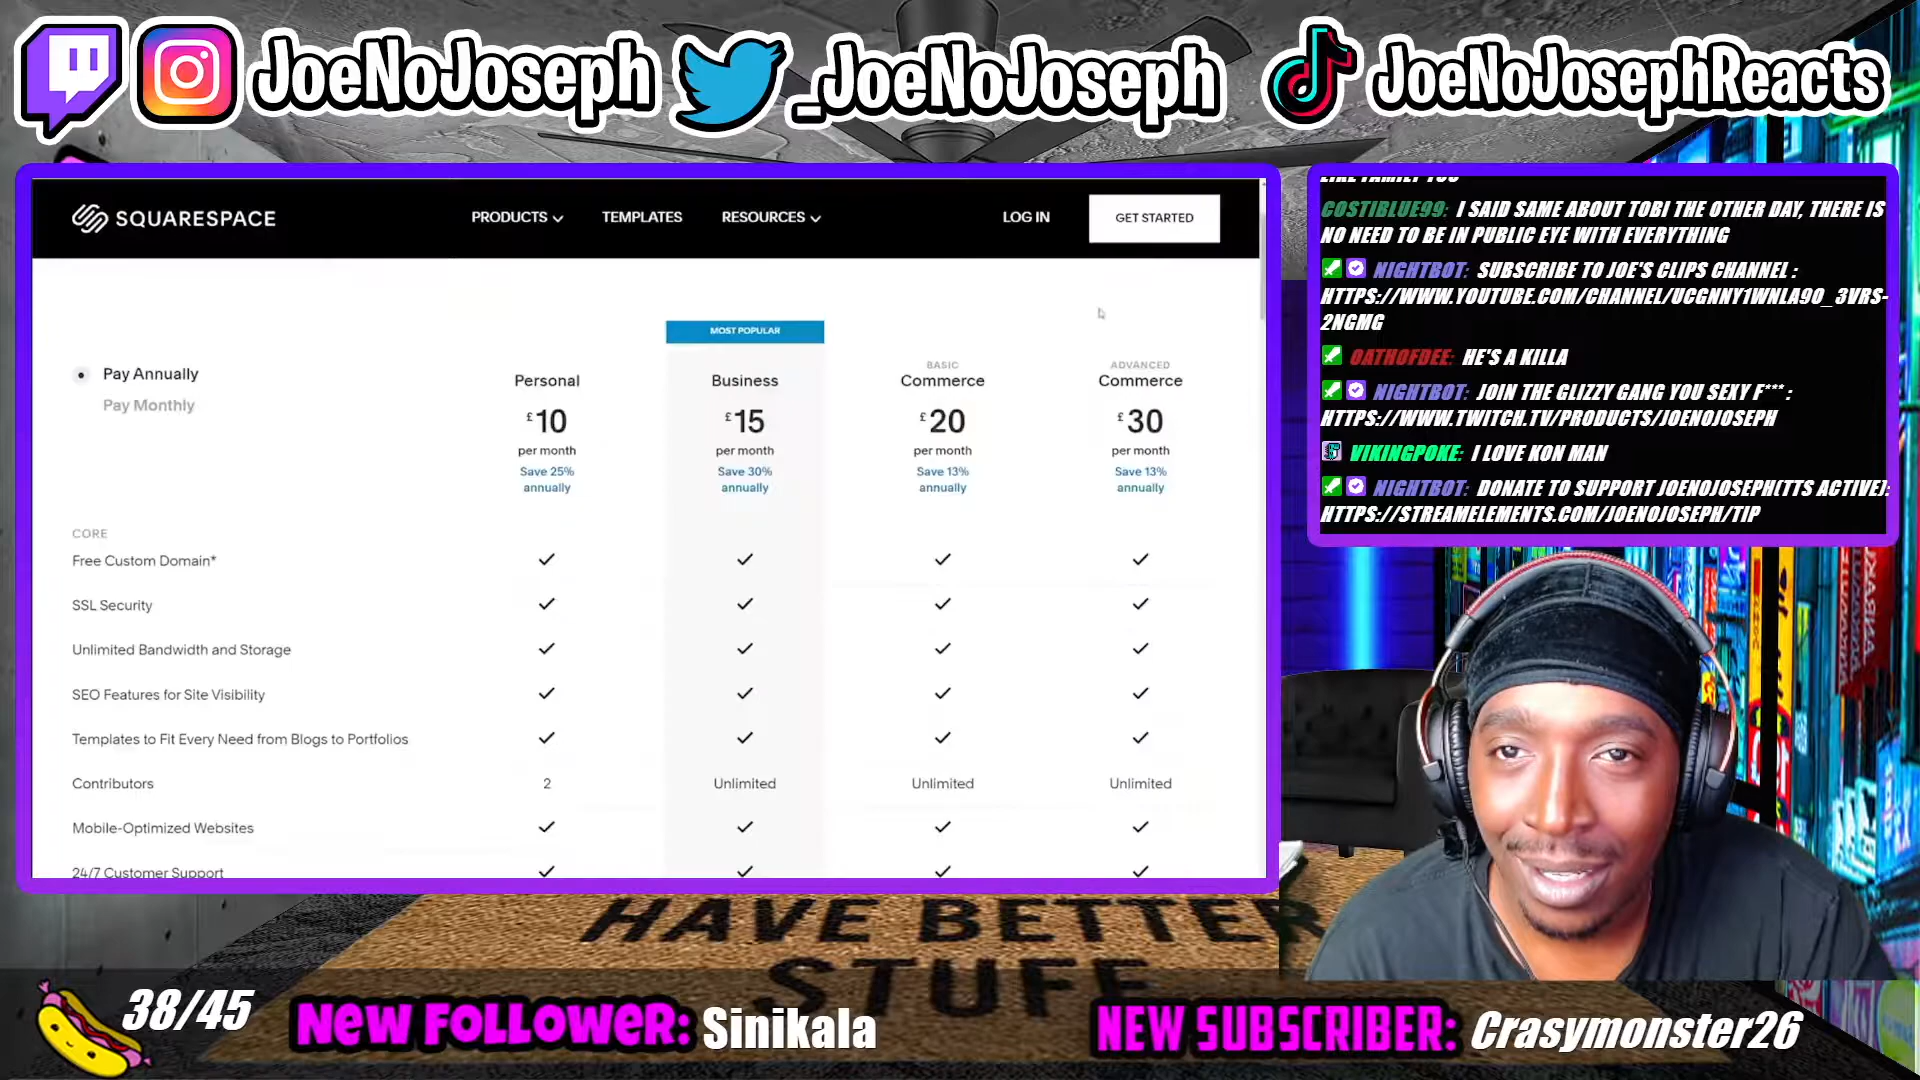 JoeNoJoseph
_JoeNoJoseph
JoeNoJosephReacts
SQUARESPACE
PRODUCTS
TEMPLATES
RESOURCES
LOG IN
GET STARTED
MOST POPULAR
Pay Annually
Pay Monthly
Personal
£10
per month
Save 25%
annually
Business
£15
per month
Save 30%
annually
BASIC
Commerce
£20
per month
Save 13%
annually
ADVANCED
Commerce
£30
per month
Save 13%
annually
CORE
Free Custom Domain*
SSL Security
Unlimited Bandwidth and Storage
SEO Features for Site Visibility
Templates to Fit Every Need from Blogs to Portfolios
Contributors 2 Unlimited Unlimited Unlimited
Mobile-Optimized Websites
24/7 Customer Support
LIKE FAMILY YOU
COSTIBLUE99: I SAID SAME ABOUT TOBI THE OTHER DAY, THERE IS
NO NEED TO BE IN PUBLIC EYE WITH EVERYTHING
NIGHTBOT: SUBSCRIBE TO JOE'S CLIPS CHANNEL :
HTTPS://WWW.YOUTUBE.COM/CHANNEL/UCGNNY1WNLA9O_3VRS-
2NGMG
OATHOFDEE: HE'S A KILLA
NIGHTBOT: JOIN THE GLIZZY GANG YOU SEXY F*** :
HTTPS://WWW.TWITCH.TV/PRODUCTS/JOENOJOSEPH
VIKINGPOKE: I LOVE KON MAN
NIGHTBOT: DONATE TO SUPPORT JOENOJOSEPH(TTS ACTIVE):
HTTPS://STREAMELEMENTS.COM/JOENOJOSEPH/TIP
HAVE BETTER
STUFF
38/45
NEW FOLLOWER: Sinikala
NEW SUBSCRIBER: Crasymonster26